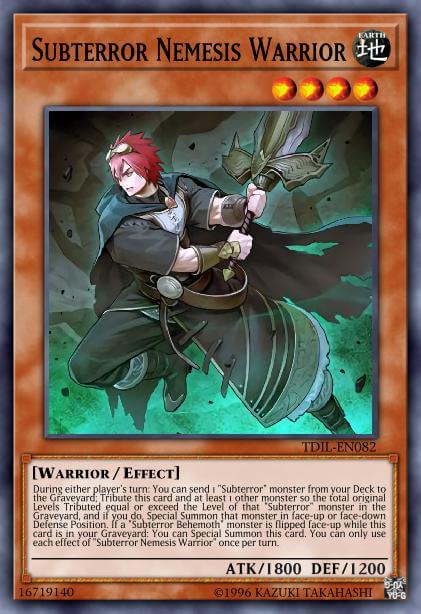 SUBTERROR NEMESIS WARRIOR
EARTH
地
TDIL-EN082
[WARRIOR / EFFECT]
During either player's turn: You can send 1 "Subterror" monster from your Deck to
the Graveyard; Tribute this card and at least 1 other monster so the total original
Levels Tributed equal or exceed the Level of that "Subterror" monster in the
Graveyard, and if you do, Special Summon that monster in face-up or face-down
Defense Position. If a "Subterror Behemoth" monster is flipped face-up while this
card is in your Graveyard: You can Special Summon this card. You can only use
each effect of "Subterror Nemesis Warrior" once per turn.
ATK/1800 DEF/1200
16719140
©1996 KAZUKI TAKAHASHI